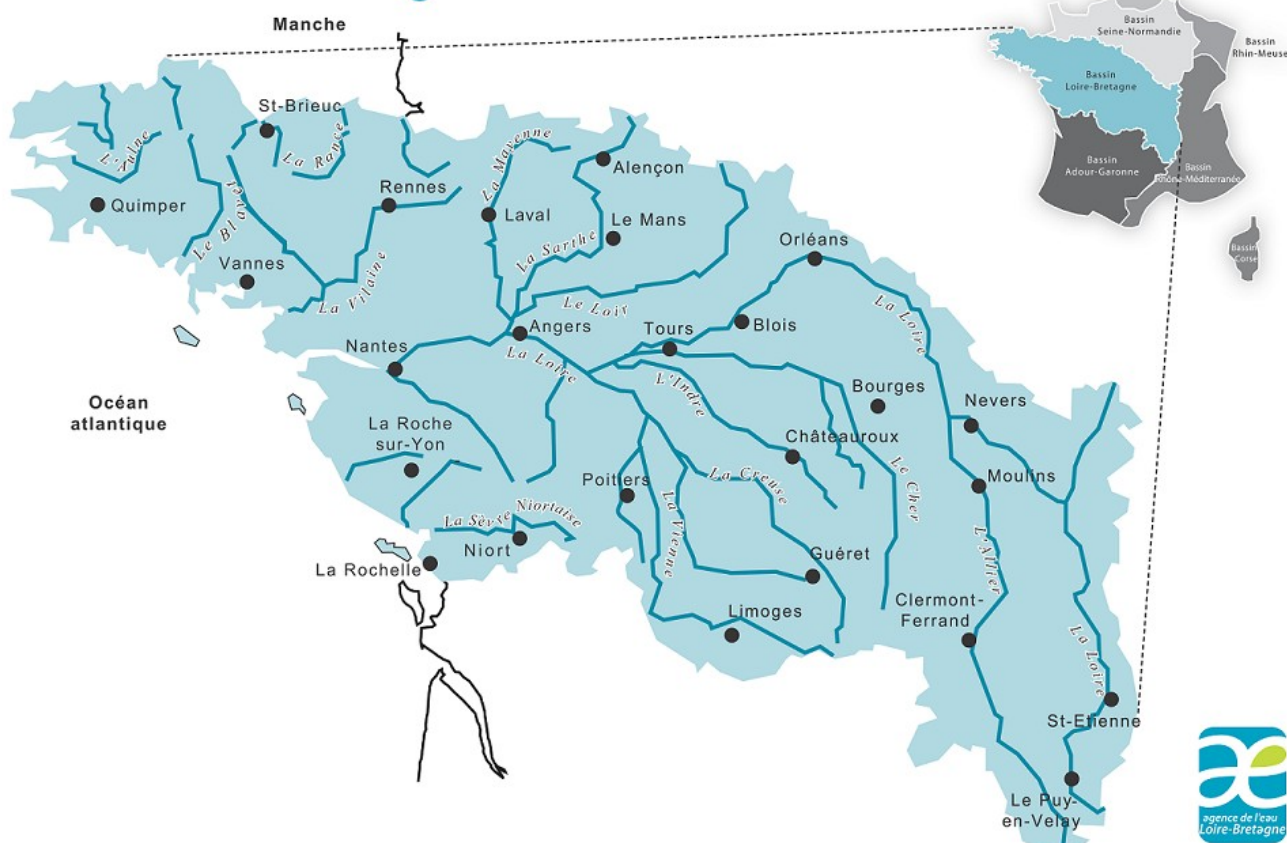 Manche
Bassin
Seine-Normandie
Bassin
Rhin-Meuse
Bassin
Loire-Bretagne
Bassin
Adour-Garonne
Bassin
Rhône-Méditerranée
Bassin
Corse
St-Brieuc
L'Aulne
La Rance
La Mayenne
Alençon
Quimper
Le Blavet
Rennes
Laval
Le Mans
La Sarthe
Orléans
Vannes
La Vilaine
Le Loir
La Loire
Angers
Tours
Blois
Nantes
La Loire
L'Indre
Bourges
Nevers
Océan
atlantique
La Roche
sur-Yon
Châteauroux
Le Cher
Moulins
Poitiers
La Creuse
La Vienne
La Sèvre Niortaise
Niort
L'Allier
La Rochelle
Guéret
Limoges
Clermont-
Ferrand
La Loire
St-Etienne
Le Puy-
en-Velay
ae
agence de l'eau
Loire-Bretagne